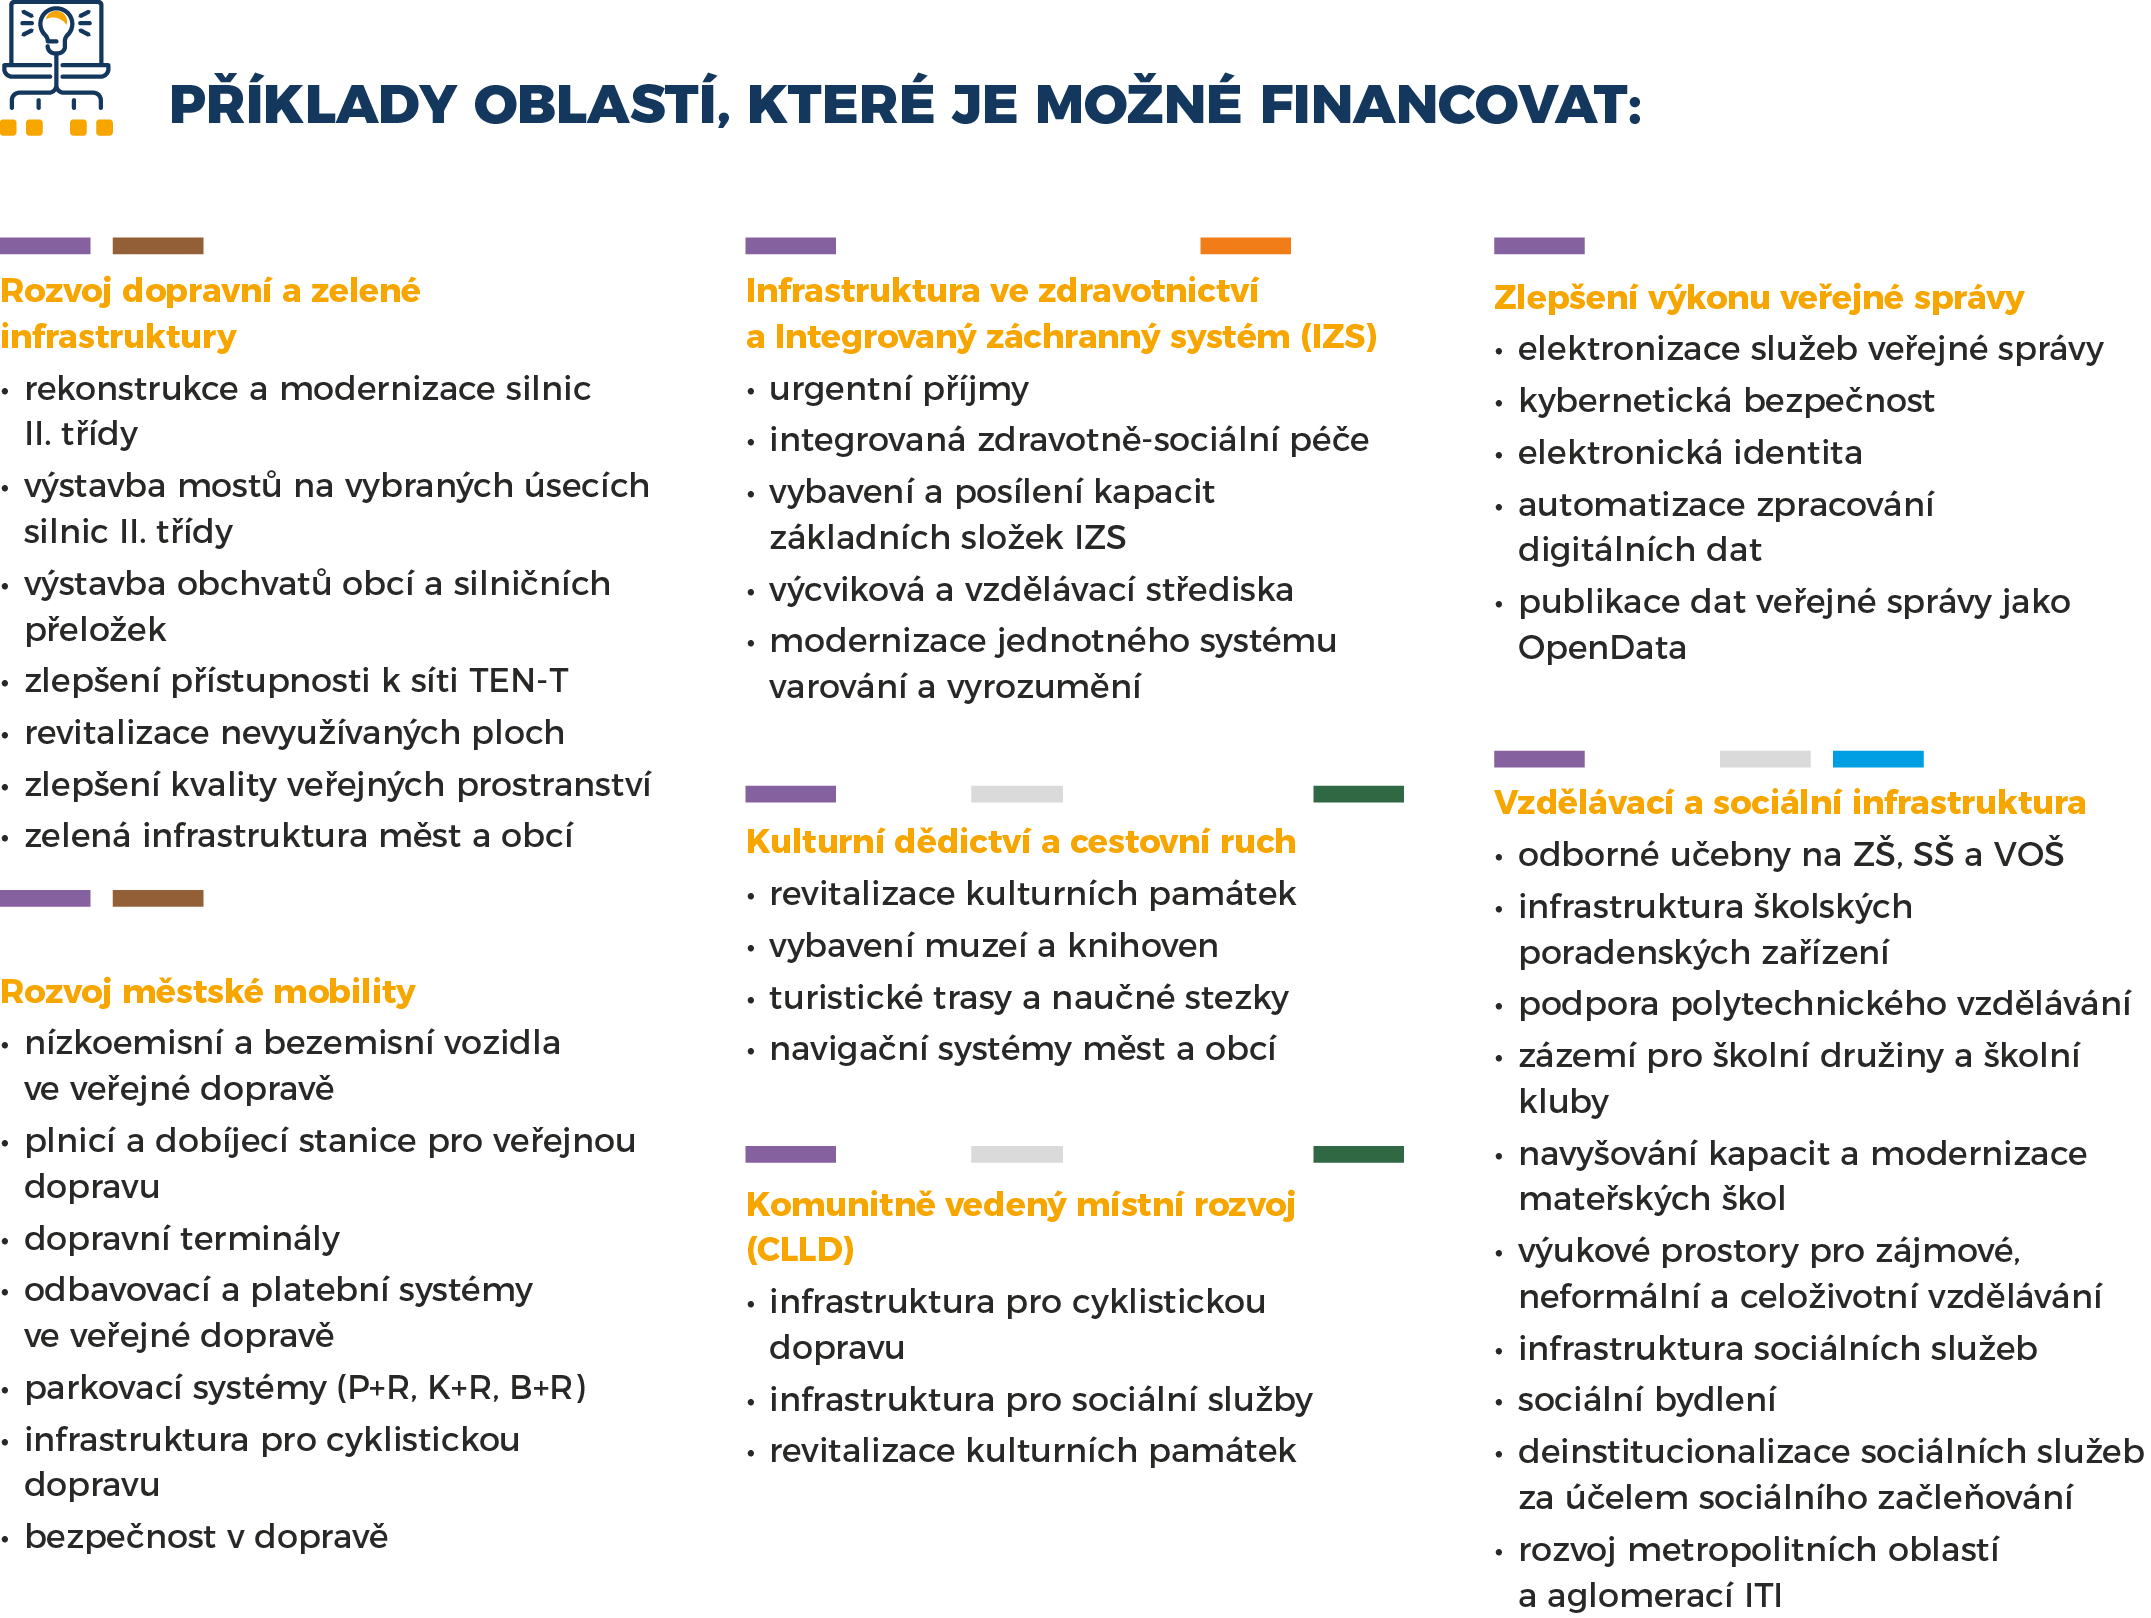 PŘÍKLADY OBLASTÍ, KTERÉ JE MOŽNÉ FINANCOVAT:
Rozvoj dopravní a zelené
infrastruktury
• rekonstrukce a modernizace silnic
II. třídy
• výstavba mostů na vybraných úsecích
silnic II. třídy
• výstavba obchvatů obcí a silničních
přeložek
• zlepšení přístupnosti k síti TEN-T
• revitalizace nevyužívaných ploch
• zlepšení kvality veřejných prostranství
• zelená infrastruktura měst a obcí
Rozvoj městské mobility
• nízkoemisní a bezemisní vozidla
ve veřejné dopravě
• plnicí a dobíjecí stanice pro veřejnou
dopravu
• dopravní terminály
• odbavovací a platební systémy
ve veřejné dopravě
• parkovací systémy (P+R, K+R, B+R)
• infrastruktura pro cyklistickou
dopravu
• bezpečnost v dopravě
Infrastruktura ve zdravotnictví
a Integrovaný záchranný systém (IZS)
• urgentní příjmy
• integrovaná zdravotně-sociální péče
• vybavení a posílení kapacit
základních složek IZS
• výcviková a vzdělávací střediska
• modernizace jednotného systému
varování a vyrozumění
Kulturní dědictví a cestovní ruch
• revitalizace kulturních památek
• vybavení muzeí a knihoven
• turistické trasy a naučné stezky
• navigační systémy měst a obcí
Komunitně vedený místní rozvoj
(CLLD)
• infrastruktura pro cyklistickou
dopravu
• infrastruktura pro sociální služby
• revitalizace kulturních památek
Zlepšení výkonu veřejné správy
• elektronizace služeb veřejné správy
• kybernetická bezpečnost
• elektronická identita
• automatizace zpracování
digitálních dat
• publikace dat veřejné správy jako
OpenData
Vzdělávací a sociální infrastruktura
• odborné učebny na ZŠ, SŠ a VOŠ
• infrastruktura školských
poradenských zařízení
• podpora polytechnického vzdělávání
• zázemí pro školní družiny a školní
kluby
• navyšování kapacit a modernizace
mateřských škol
• výukové prostory pro zájmové,
neformální a celoživotní vzdělávání
• infrastruktura sociálních služeb
• sociální bydlení
• deinstitucionalizace sociálních služeb
za účelem sociálního začleňování
• rozvoj metropolitních oblastí
a aglomerací ITI